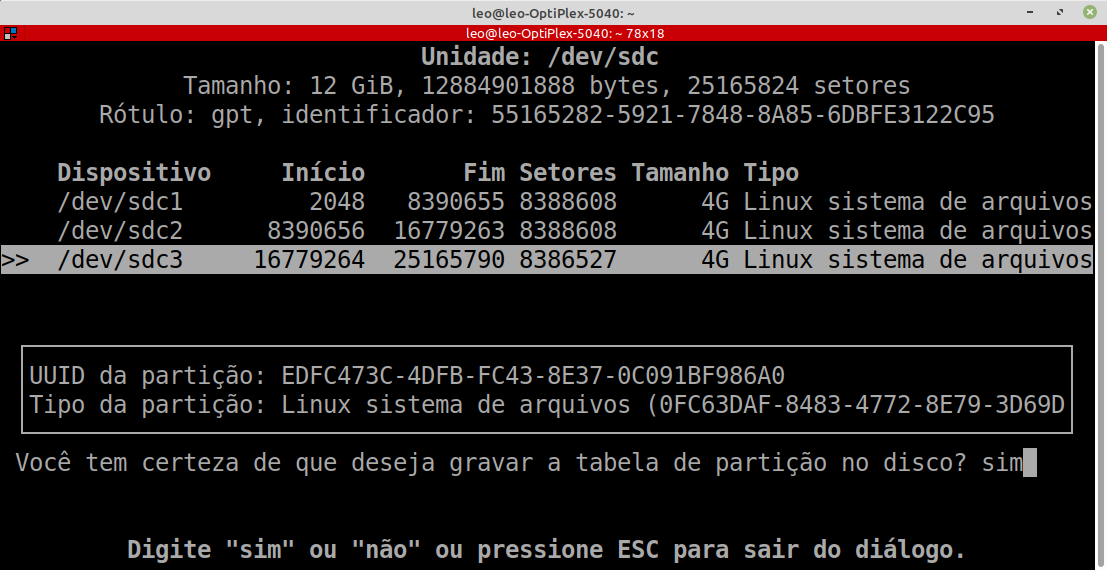 leo@leo-OptiPlex-5040: ~
leo@leo-OptiPlex-5040: ~ 78x18
Unidade: /dev/sdc
Tamanho: 12 GiB, 12884901888 bytes, 25165824 setores
Rótulo: gpt, identificador: 55165282-5921-7848-8A85-6DBFE3122C95
Dispositivo Início Fim Setores Tamanho Tipo
/dev/sdc1 2048 8390655 8388608 4G Linux sistema de arquivos
/dev/sdc2 8390656 16779263 8388608 4G Linux sistema de arquivos
>> /dev/sdc3 16779264 25165790 8386527 4G Linux sistema de arquivos
UUID da partição: EDFC473C-4DFB-FC43-8E37-0C091BF986A0
Tipo da partição: Linux sistema de arquivos (0FC63DAF-8483-4772-8E79-3D69D
Você tem certeza de que deseja gravar a tabela de partição no disco? sim
Digite "sim" ou "não" ou pressione ESC para sair do diálogo.